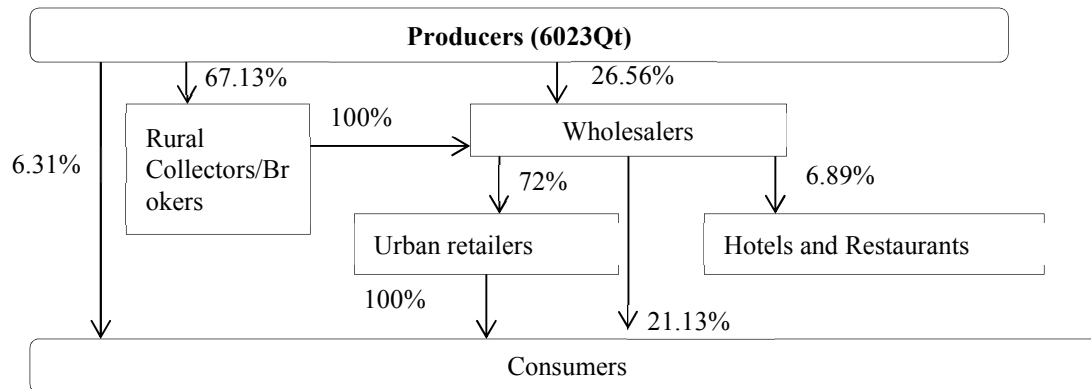 Producers (6023Qt)
67.13%
26.56%
Rural
Collectors/Br
okers
100%
Wholesalers
6.31%
72%
6.89%
Urban retailers
Hotels and Restaurants
100%
21.13%
Consumers